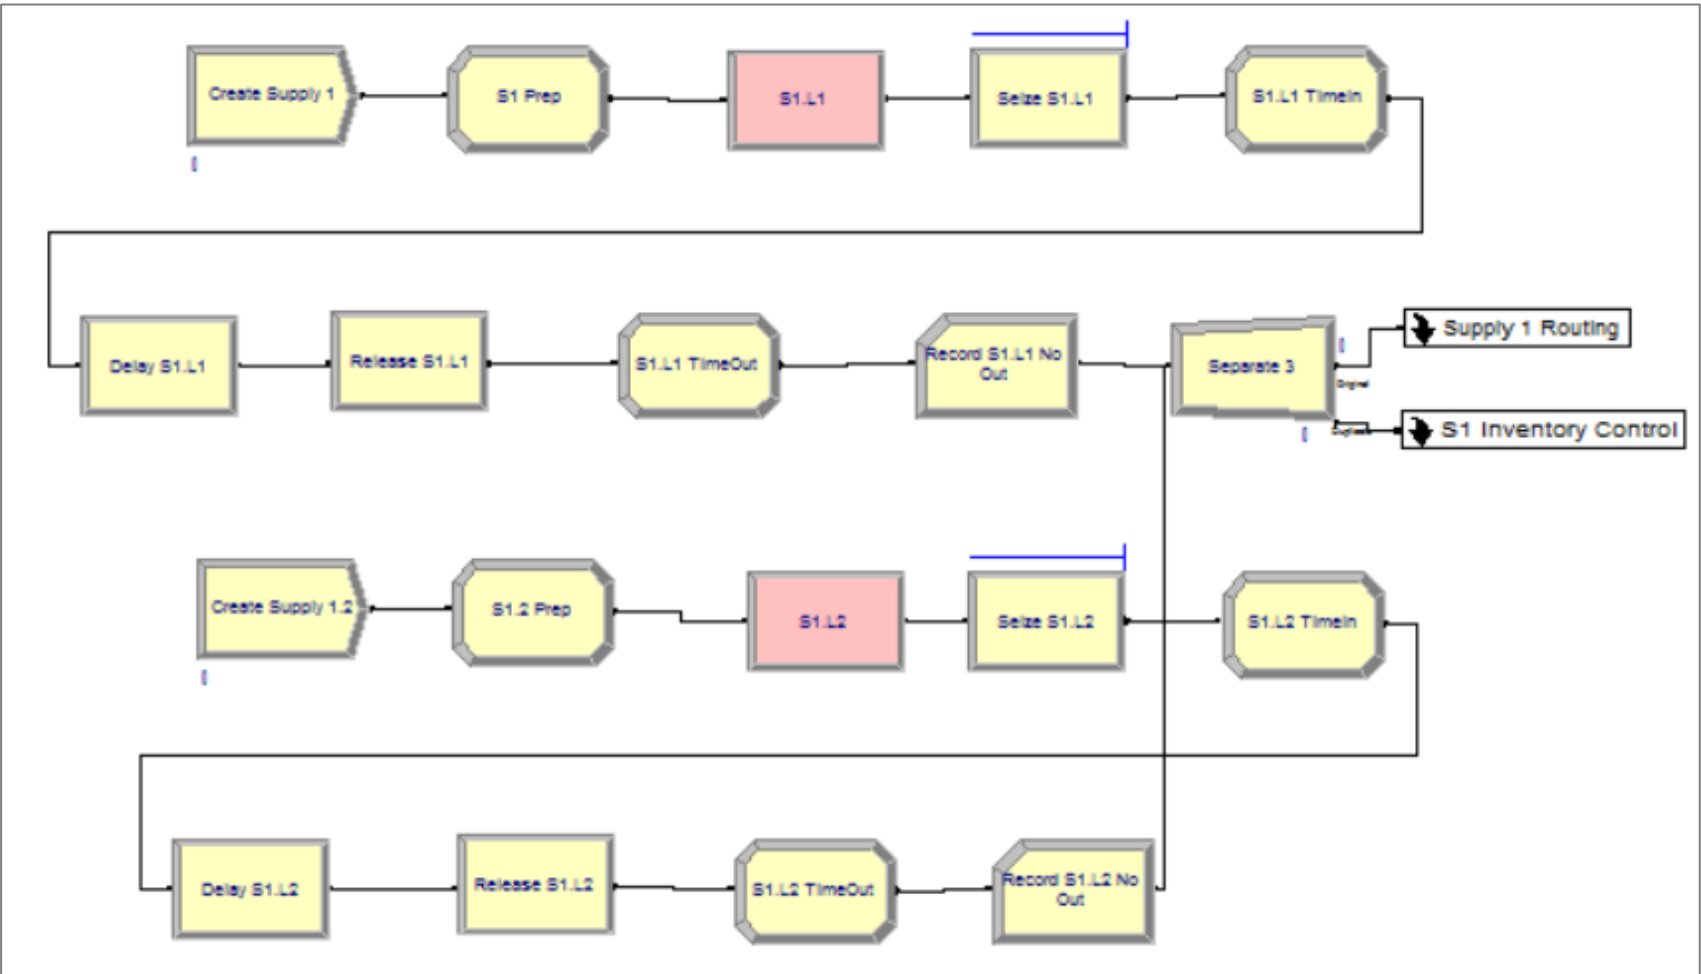 Create Supply 1
S1 Prep
S1.L1
Seize S1.L1
S1.L1 TimeIn
Delay S1.L1
Release S1.L1
S1.L1 TimeOut
Record S1.L1 No
Out
Separate 3
Original
Supply 1 Routing
S1 Inventory Control
Create Supply 1.2
S1.2 Prep
S1.L2
Seize S1.L2
S1.L2 TimeIn
Delay S1.L2
Release S1.L2
S1.L2 TimeOut
Record S1.L2 No
Out